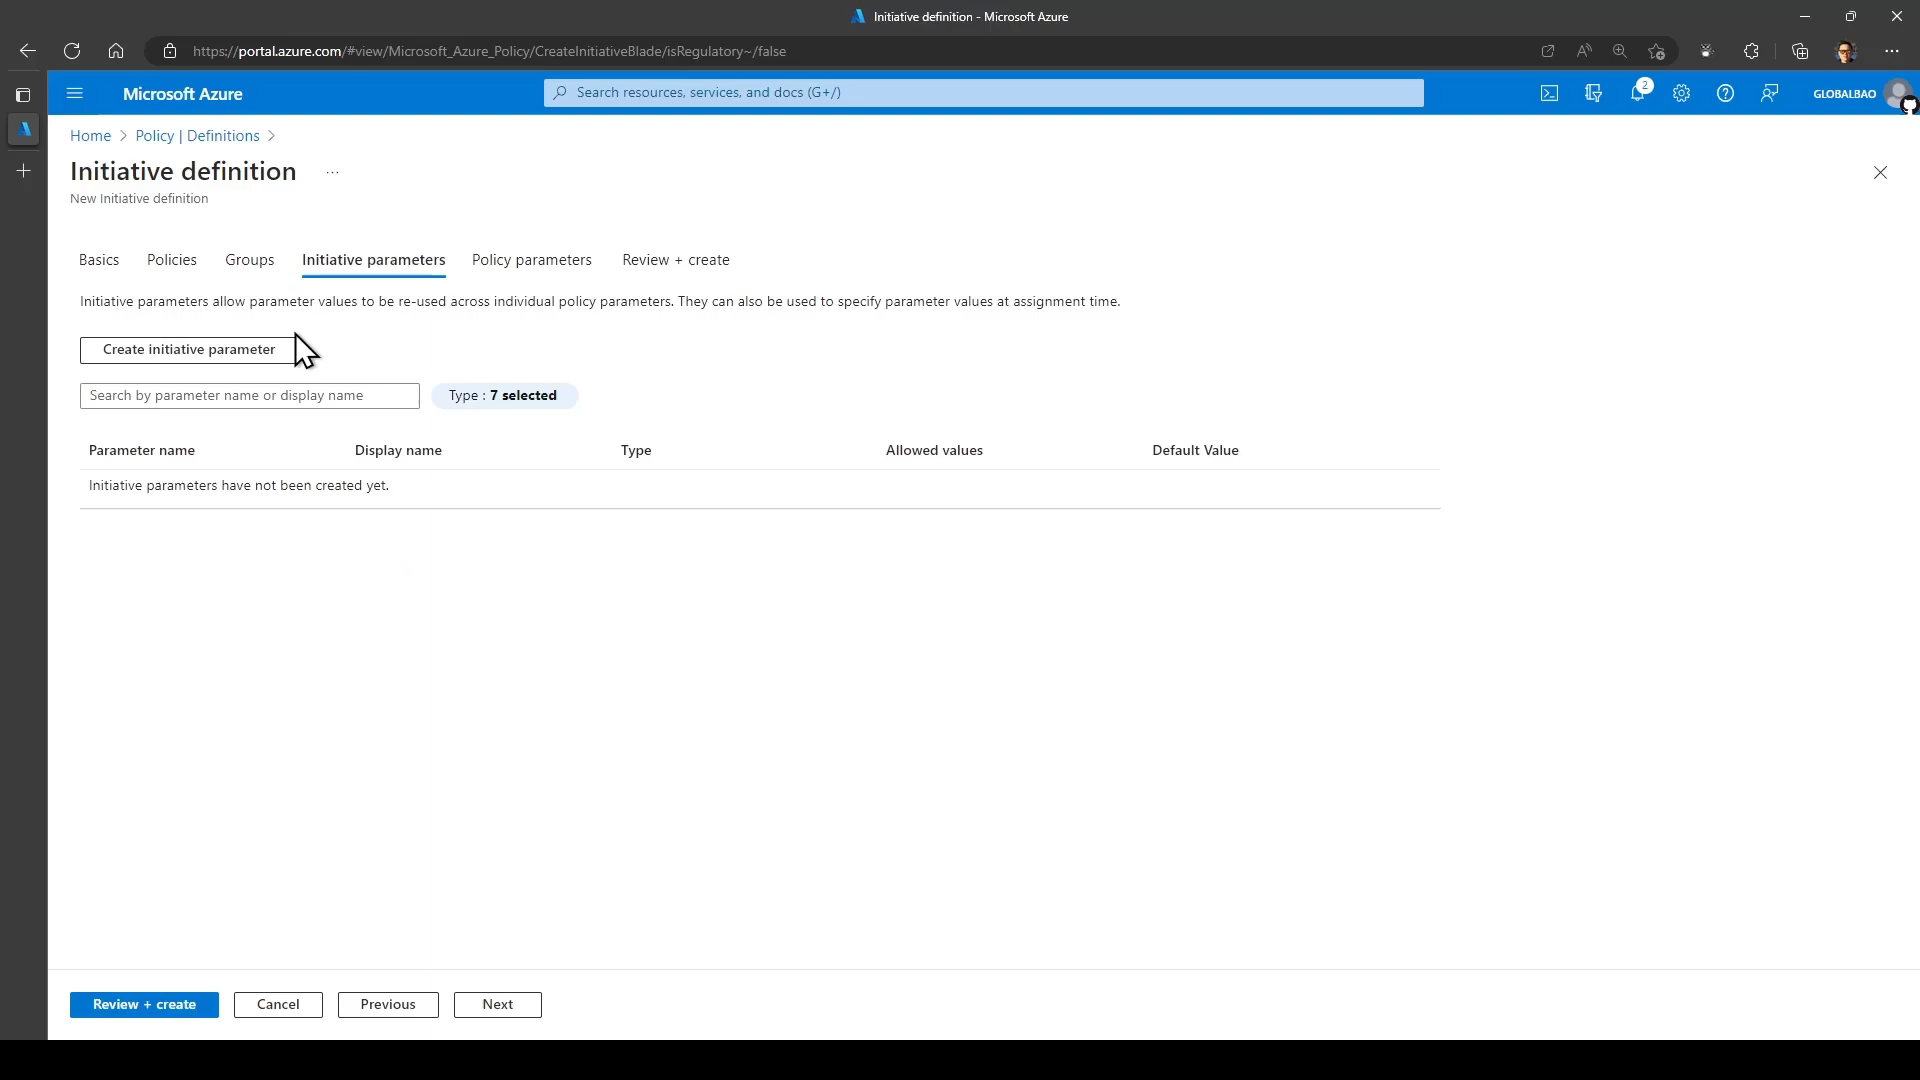 Initiative definition - Microsoft Azure
https://portal.azure.com/#view/Microsoft_Azure_Policy/CreateInitiativeBlade/isRegulatory~/false
Microsoft Azure
Search resources, services, and docs (G+/)
2
GLOBALBAO
Home > Policy | Definitions >
Initiative definition ...
New Initiative definition
Basics Policies Groups Initiative parameters Policy parameters Review + create
Initiative parameters allow parameter values to be re-used across individual policy parameters. They can also be used to specify parameter values at assignment time.
Create initiative parameter
Search by parameter name or display name Type : 7 selected
Parameter name Display name Type Allowed values Default Value
Initiative parameters have not been created yet.
Review + create Cancel Previous Next